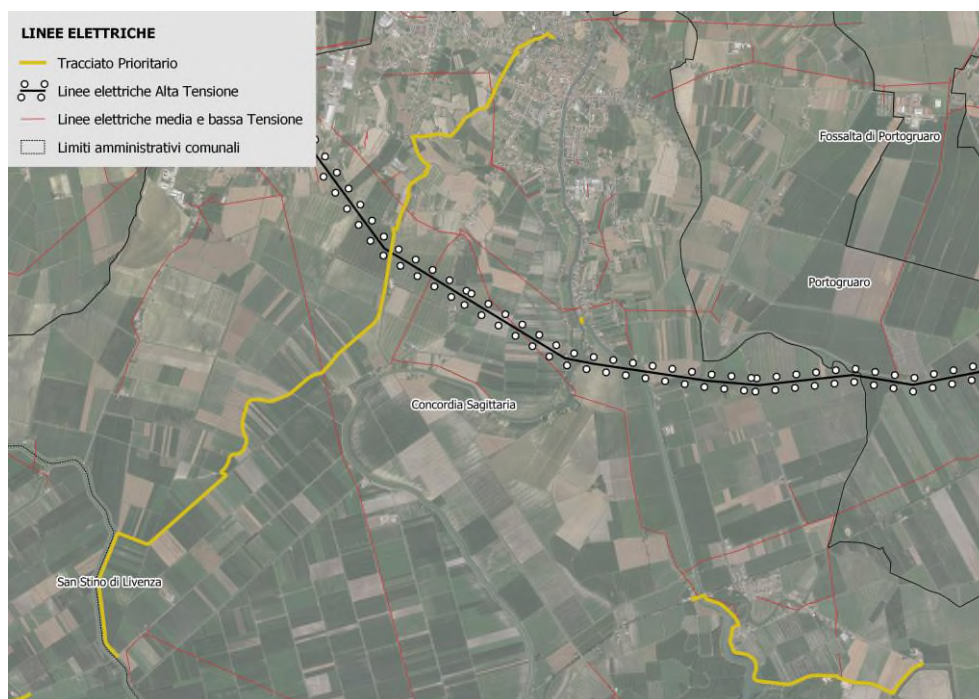 LINEE ELETTRICHE
Tracciato Prioritario
Linee elettriche Alta Tensione
Linee elettriche media e bassa Tensione
Limiti amministrativi comunali
Fossalta di Portogruaro
Portogruaro
Concordia Sagittaria
San Stino di Livenza